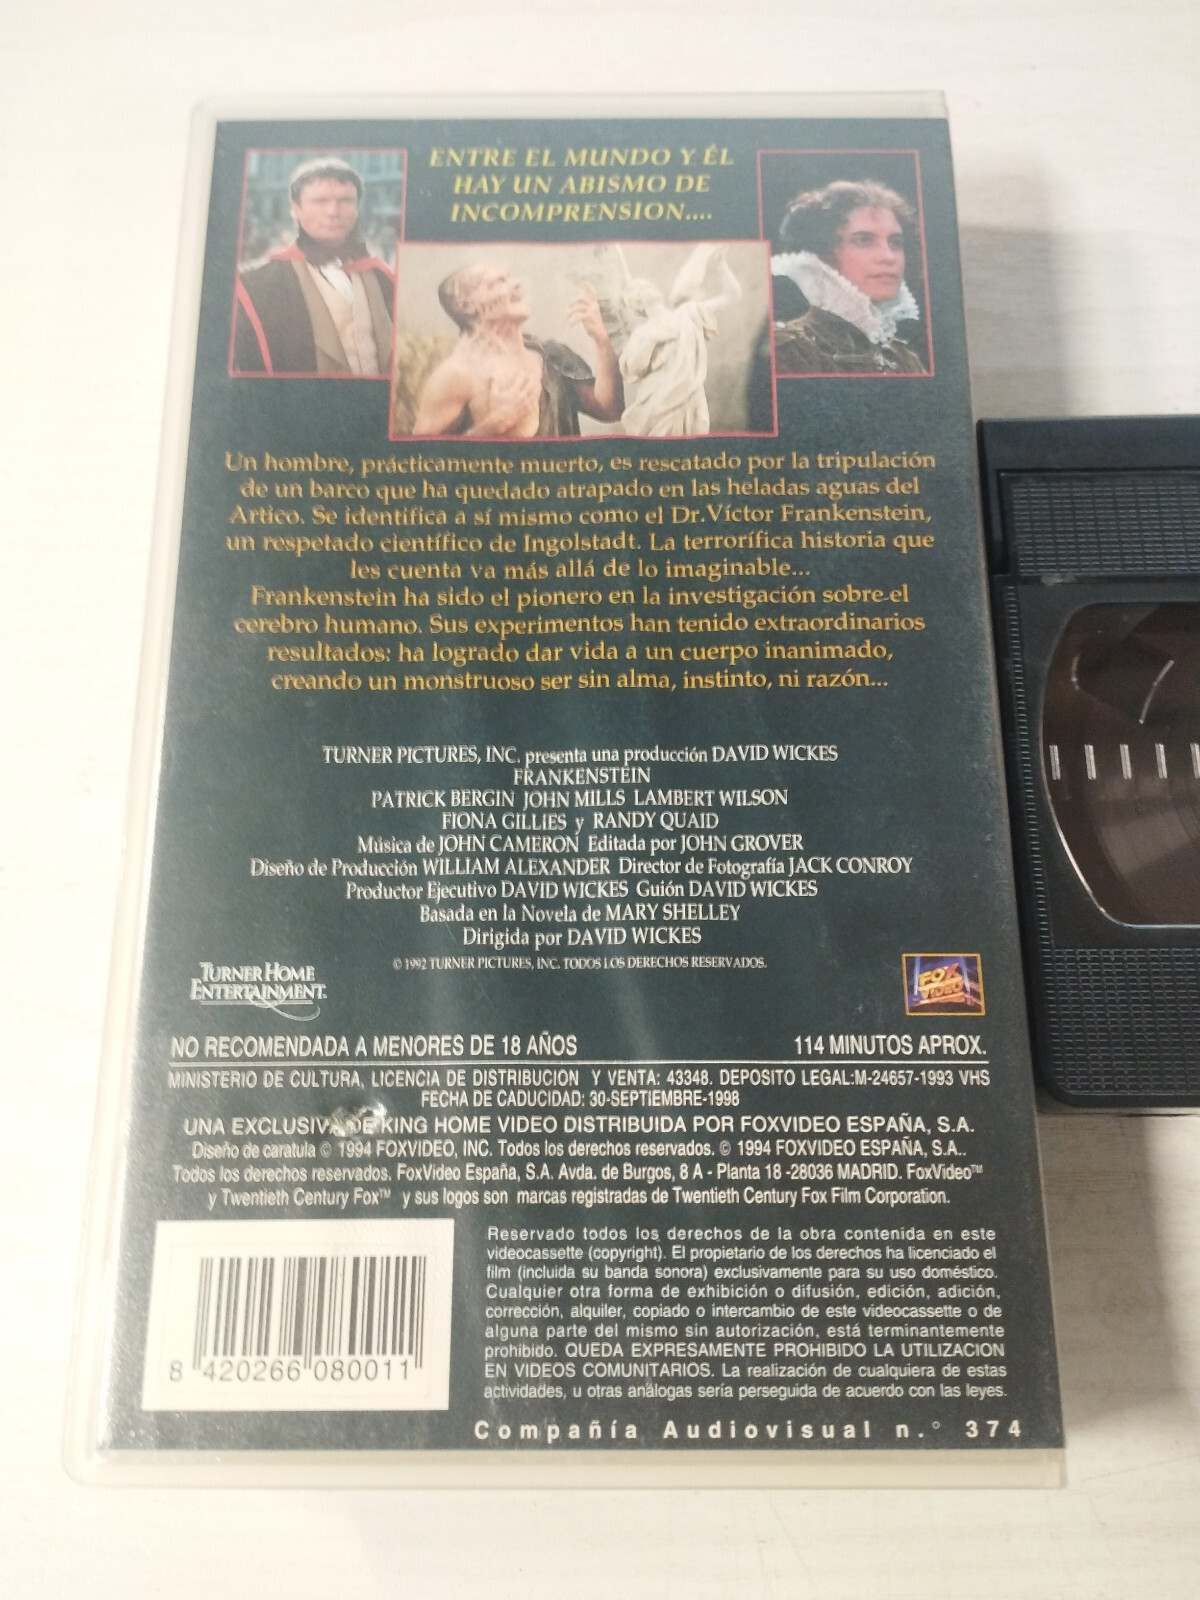 ENTRE EL MUNDO Y ÉL
HAY UN ABISMO DE
INCOMPRENSION....
Un hombre, prácticamente muerto, es rescatado por la tripulación
de un barco que ha quedado atrapado en las heladas aguas del
Artico. Se identifica a sí mismo como el Dr.Víctor Frankenstein,
un respetado científico de Ingolstadt. La terrorífica historia que
les cuenta va más allá de lo imaginable...
Frankenstein ha sido el pionero en la investigación sobre el
cerebro humano. Sus experimentos han tenido extraordinarios
resultados: ha logrado dar vida a un cuerpo inanimado,
creando un monstruoso ser sin alma, instinto, ni razón...
TURNER PICTURES, INC. presenta una producción DAVID WICKES
FRANKENSTEIN
PATRICK BERGIN JOHN MILLS LAMBERT WILSON
FIONA GILLIES y RANDY QUAID
Música de JOHN CAMERON Editada por JOHN GROVER
Diseño de Producción WILLIAM ALEXANDER Director de Fotografía JACK CONROY
Productor Ejecutivo DAVID WICKES Guión DAVID WICKES
Basada en la Novela de MARY SHELLEY
Dirigida por DAVID WICKES
© 1992 TURNER PICTURES, INC. TODOS LOS DERECHOS RESERVADOS.
TURNER HOME
ENTERTAINMENT.
FOX
VIDEO
NO RECOMENDADA A MENORES DE 18 AÑOS 114 MINUTOS APROX.
MINISTERIO DE CULTURA, LICENCIA DE DISTRIBUCION Y VENTA: 43348. DEPOSITO LEGAL:M-24657-1993 VHS
FECHA DE CADUCIDAD: 30-SEPTIEMBRE-1998
UNA EXCLUSIVA DE KING HOME VIDEO DISTRIBUIDA POR FOXVIDEO ESPAÑA, S.A.
Diseño de caratula © 1994 FOXVIDEO, INC. Todos los derechos reservados. © 1994 FOXVIDEO ESPAÑA, S.A..
Todos los derechos reservados. FoxVideo España, S.A. Avda. de Burgos, 8 A - Planta 18 -28036 MADRID. FoxVideo™
y Twentieth Century Fox™ y sus logos son marcas registradas de Twentieth Century Fox Film Corporation.
Reservado todos los derechos de la obra contenida en este
videocassette (copyright). El propietario de los derechos ha licenciado el
film (incluida su banda sonora) exclusivamente para su uso doméstico.
Cualquier otra forma de exhibición o difusión, edición, adición,
corrección, alquiler, copiado o intercambio de este videocassette o de
alguna parte del mismo sin autorización, está terminantemente
prohibido. QUEDA EXPRESAMENTE PROHIBIDO LA UTILIZACION
EN VIDEOS COMUNITARIOS. La realización de cualquiera de estas
actividades, u otras análogas sería perseguida de acuerdo con las leyes.
8 420266 080011
Compañía Audiovisual n.° 374